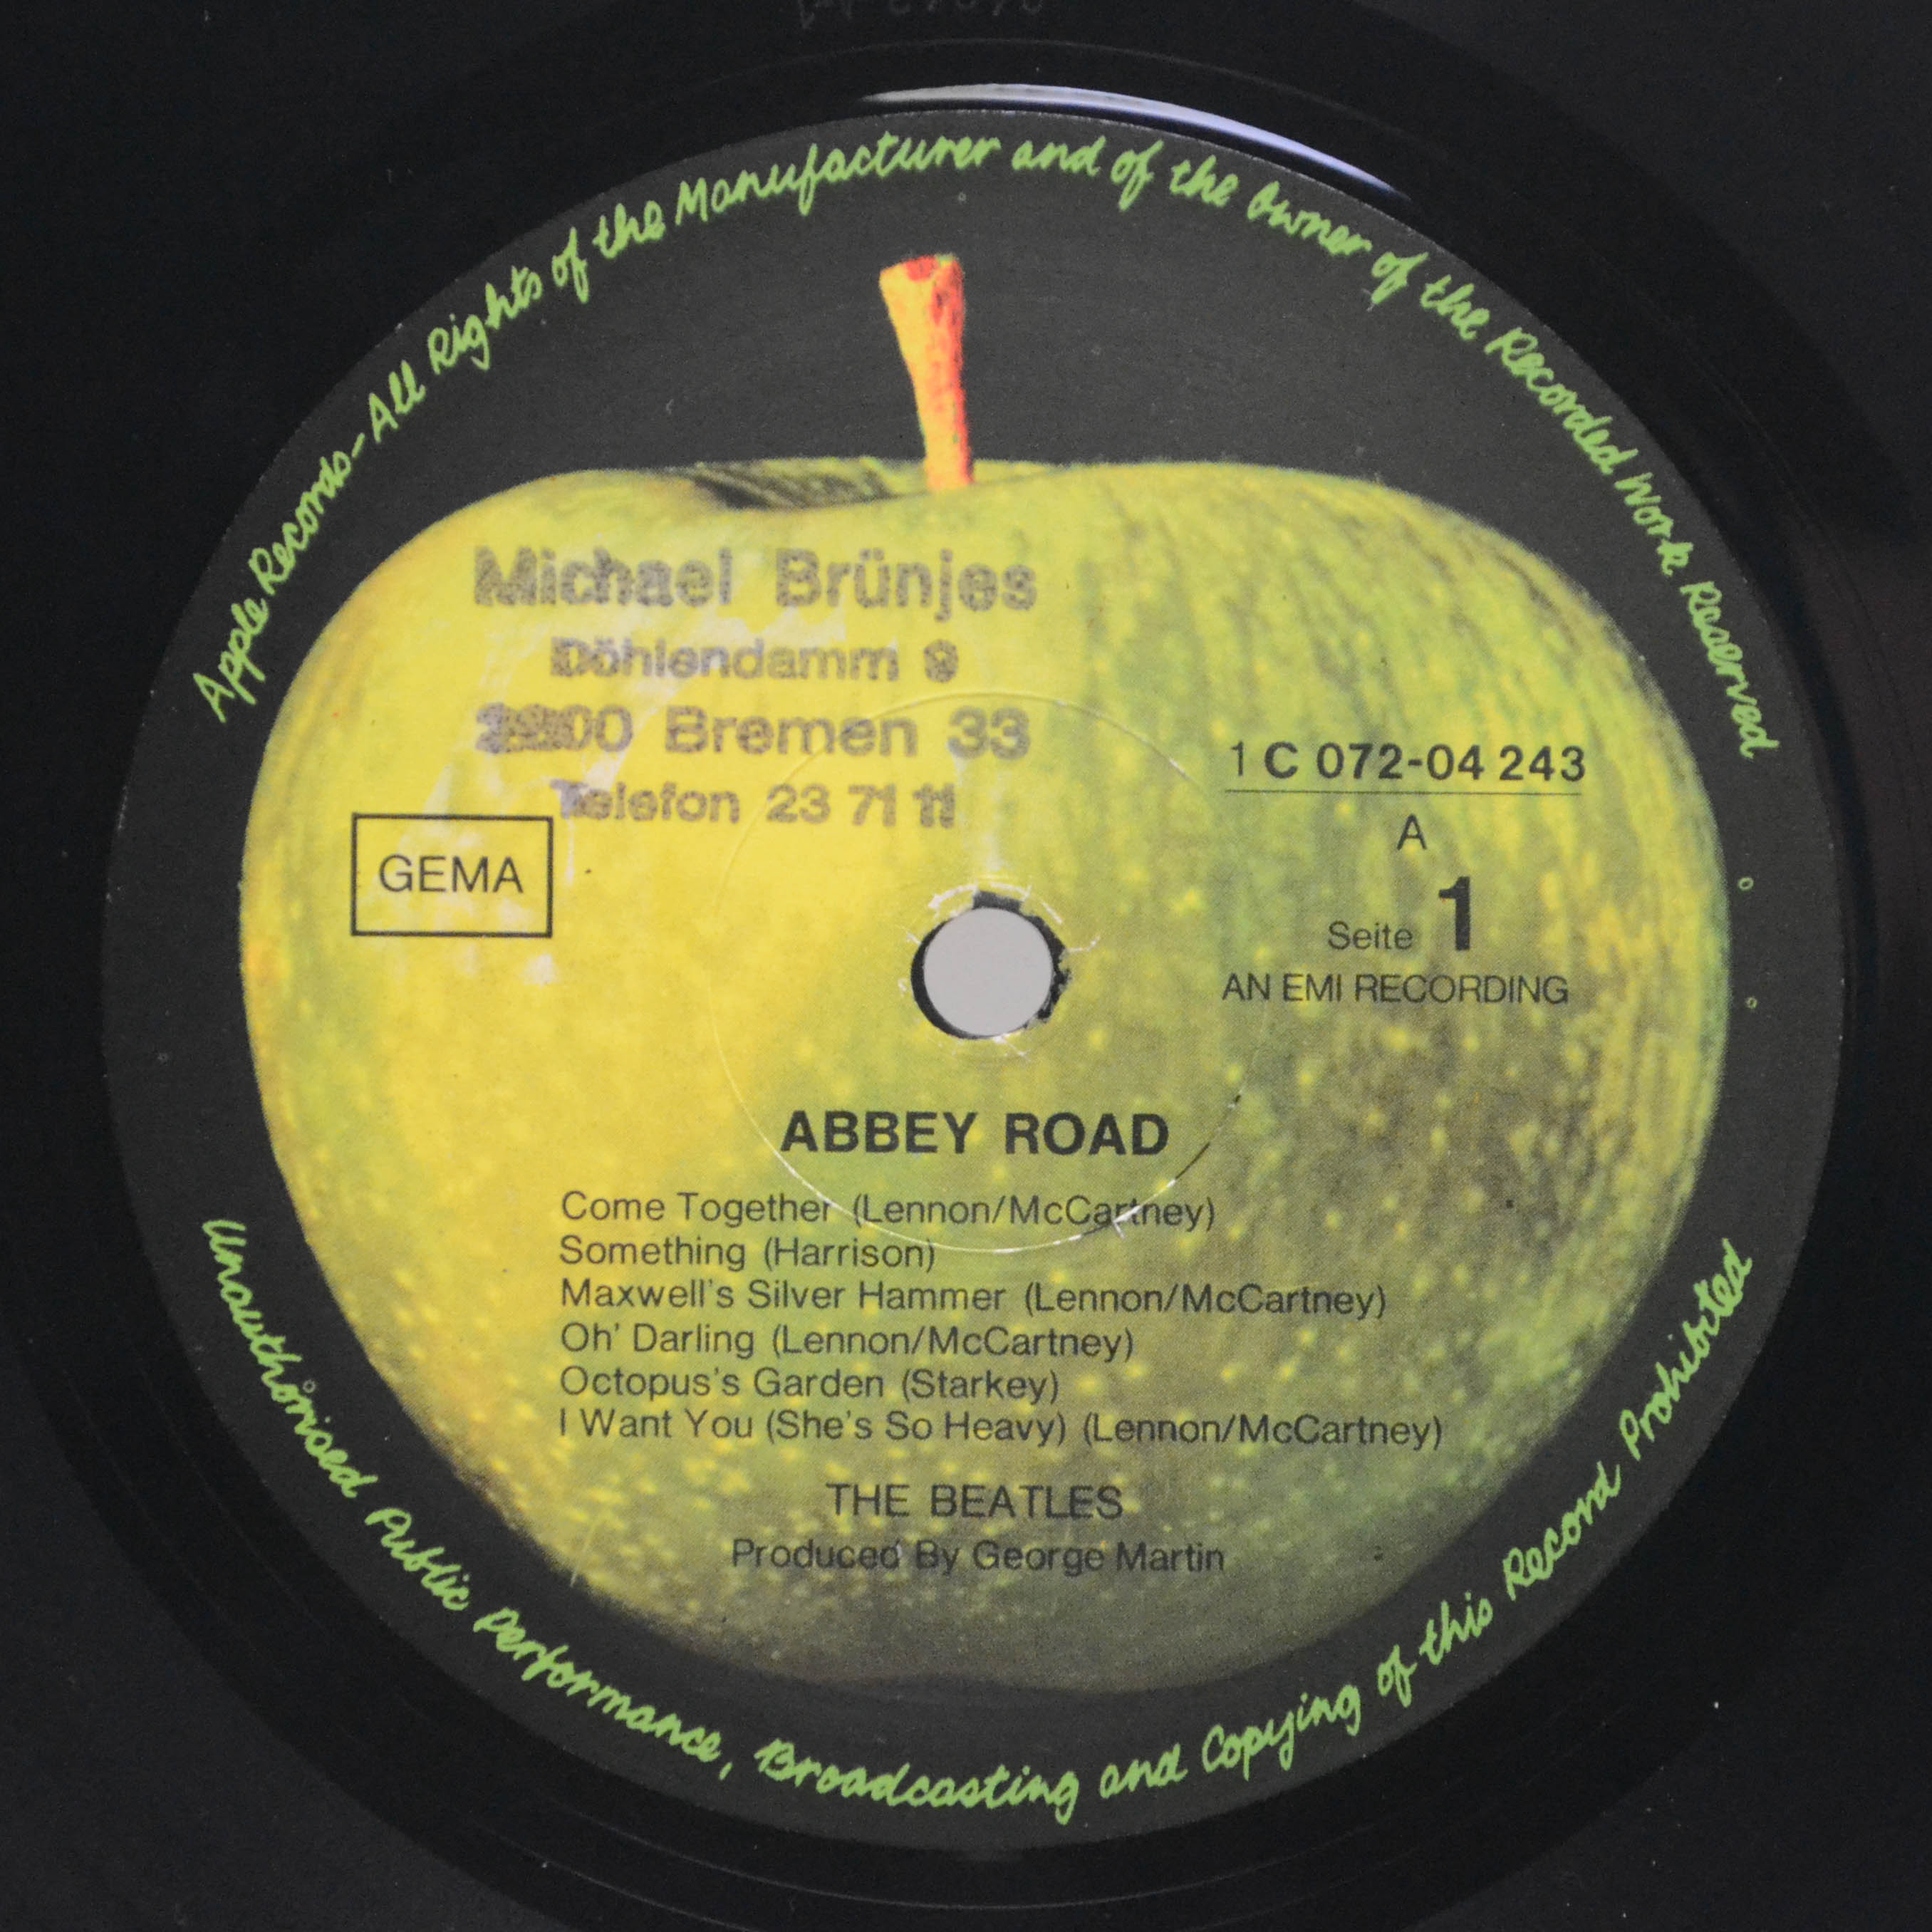 Apple Records - All Rights of the Manufacturer and of the Owner of the Recorded Work Reserved
Michael Brünjes
Döhlendamm 9
Bremen 33
Telefon 23 71 11
GEMA
1 C 072-04 243
A
Seite 1
AN EMI RECORDING
ABBEY ROAD
Come Together (Lennon/McCartney)
Something (Harrison)
Maxwell's Silver Hammer (Lennon/McCartney)
Oh' Darling (Lennon/McCartney)
Octopus's Garden (Starkey)
I Want You (She's So Heavy) (Lennon/McCartney)
THE BEATLES
Produced By George Martin
Unauthorised Public Performance, Broadcasting and Copying of this Record Prohibited